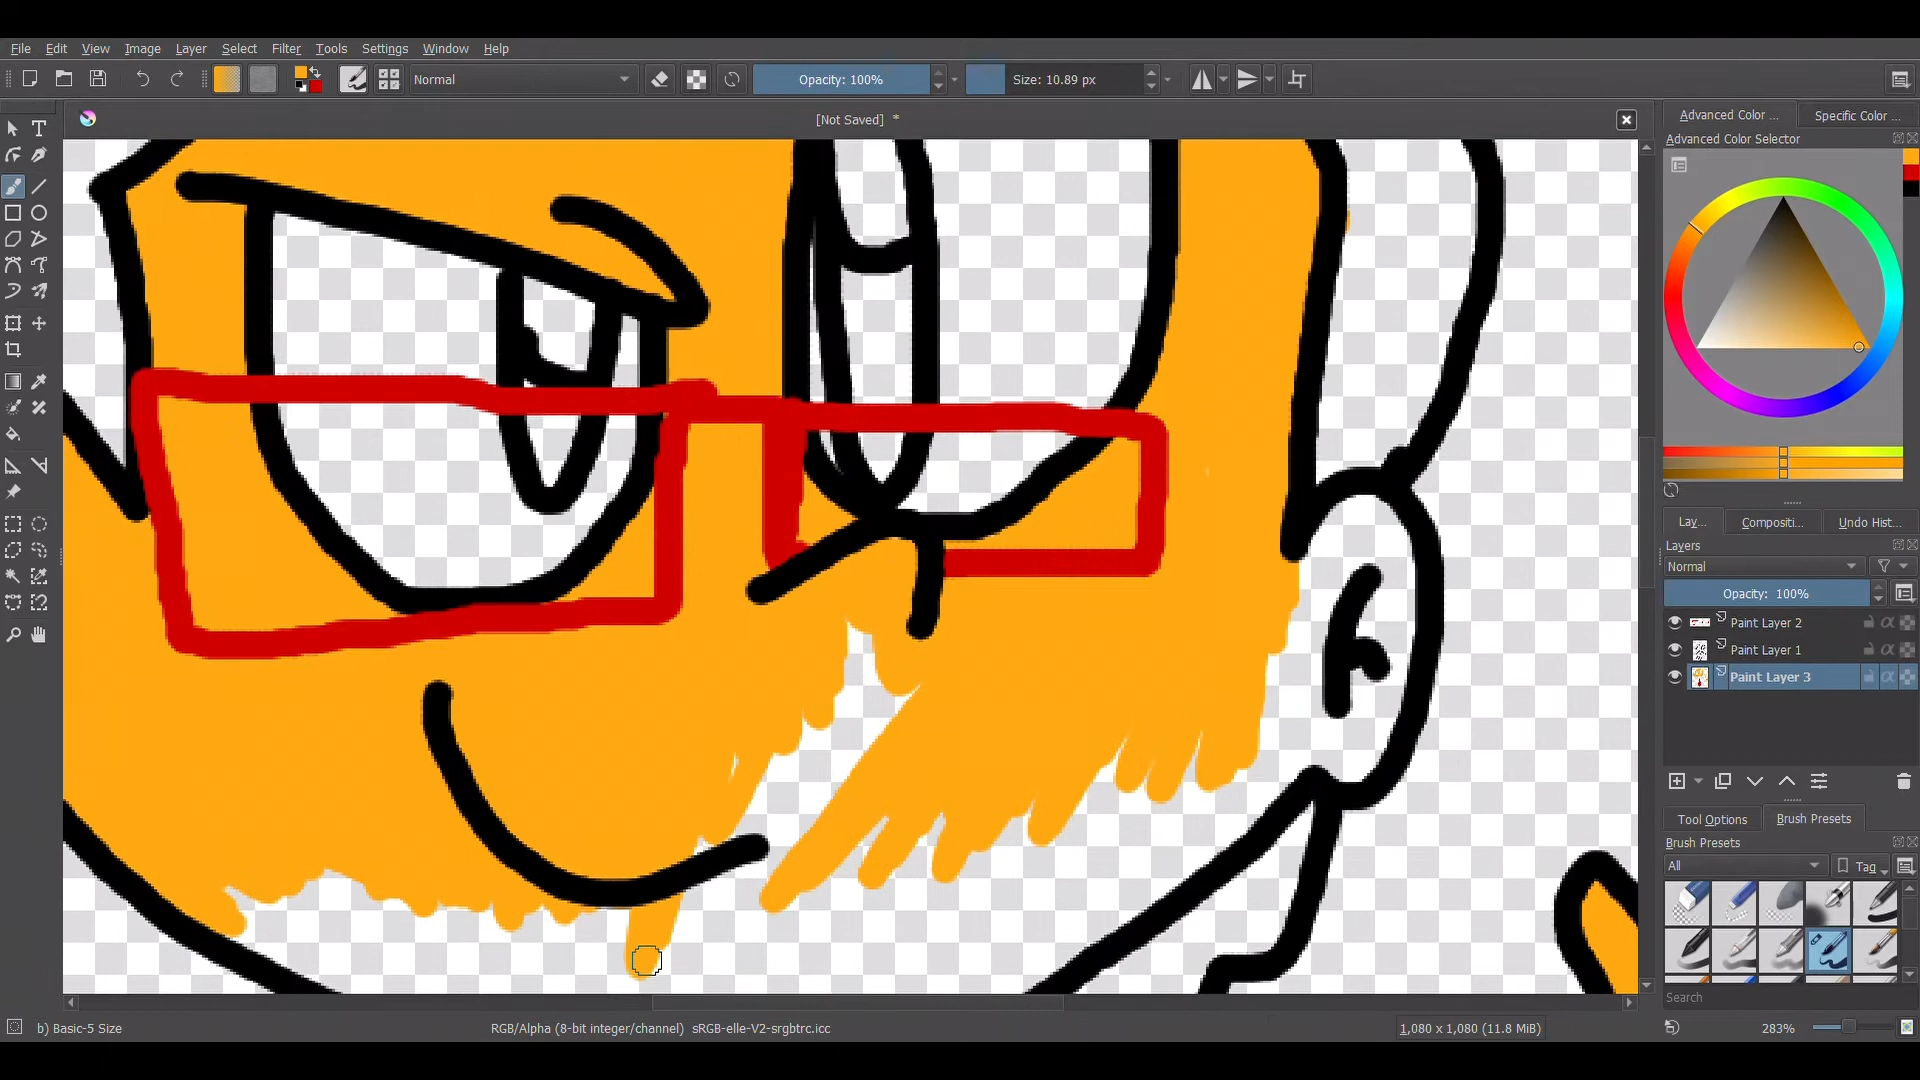 File Edit View Image Layer Select Filter Tools Settings Window Help
Normal Opacity: 100% Size: 10.89 px
[Not Saved] *
Advanced Color ... Specific Color ...
Advanced Color Selector
Lay... Compositi... Undo Hist...
Layers
Normal
Opacity: 100%
Paint Layer 2
Paint Layer 1
Paint Layer 3
Tool Options Brush Presets
Brush Presets
All Tag
Search
b) Basic-5 Size RGB/Alpha (8-bit integer/channel) sRGB-elle-V2-srgbtrc.icc 1,080 x 1,080 (11.8 MiB) 283%